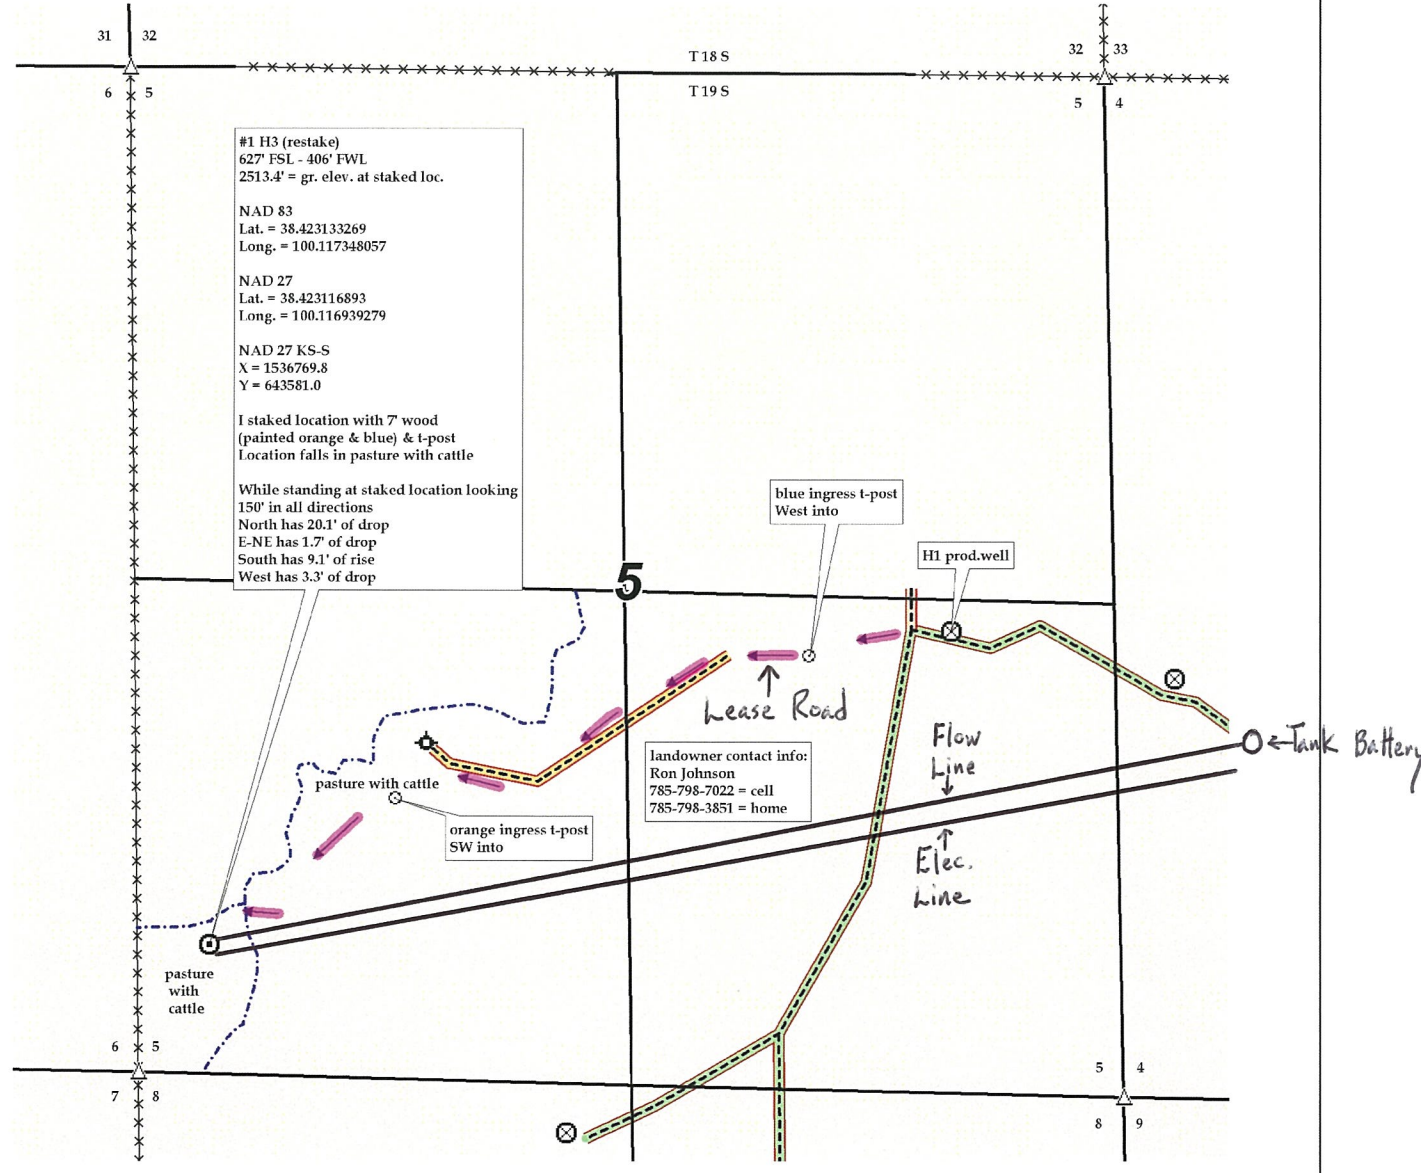 31 32
32 33
T 18 S
T 19 S
6 5
5 4
#1 H3 (restake)
627' FSL - 406' FWL
2513.4' = gr. elev. at staked loc.
NAD 83
Lat. = 38.423133269
Long. = 100.117348057
NAD 27
Lat. = 38.423116893
Long. = 100.116939279
NAD 27 KS-S
X = 1536769.8
Y = 643581.0
I staked location with 7' wood
(painted orange & blue) & t-post
Location falls in pasture with cattle
While standing at staked location looking
150' in all directions
North has 20.1' of drop
E-NE has 1.7' of drop
South has 9.1' of rise
West has 3.3' of drop
blue ingress t-post
West into
H1 prod.well
5
Lease Road
Flow
Line
Tank Battery
landowner contact info:
Ron Johnson
785-798-7022 = cell
785-798-3851 = home
pasture with cattle
orange ingress t-post
SW into
Elec.
Line
pasture
with
cattle
6 5
5 4
7 8
8 9